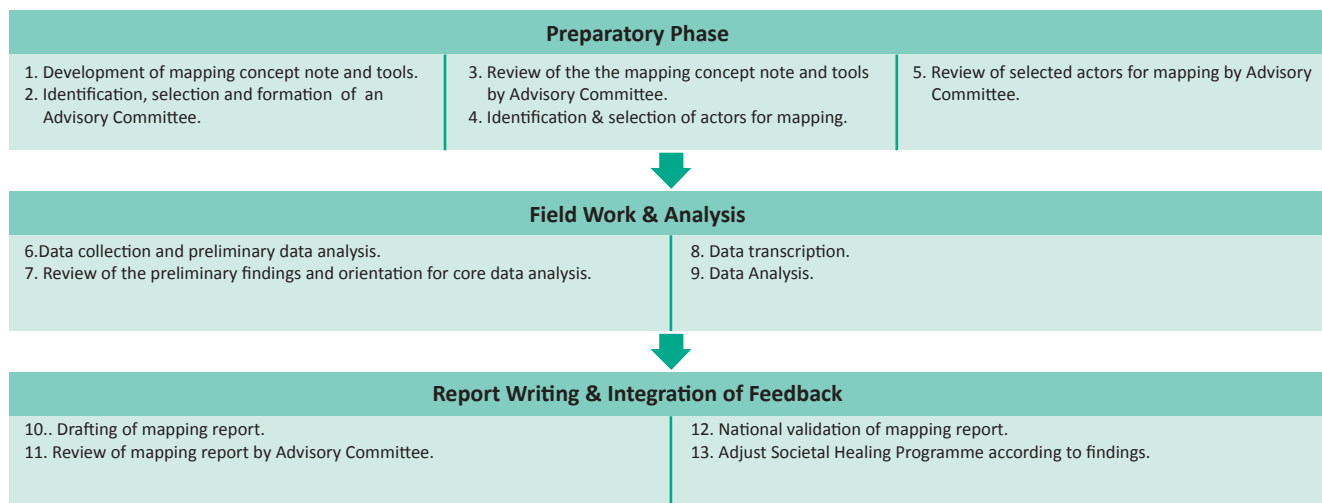 Preparatory Phase
1. Development of mapping concept note and tools.
2. Identification, selection and formation of an
Advisory Committee.
3. Review of the the mapping concept note and tools
by Advisory Committee.
4. Identification & selection of actors for mapping.
5. Review of selected actors for mapping by Advisory
Committee.
Field Work & Analysis
6.Data collection and preliminary data analysis.
7. Review of the preliminary findings and orientation for core data analysis.
8. Data transcription.
9. Data Analysis.
Report Writing & Integration of Feedback
10.. Drafting of mapping report.
11. Review of mapping report by Advisory Committee.
12. National validation of mapping report.
13. Adjust Societal Healing Programme according to findings.